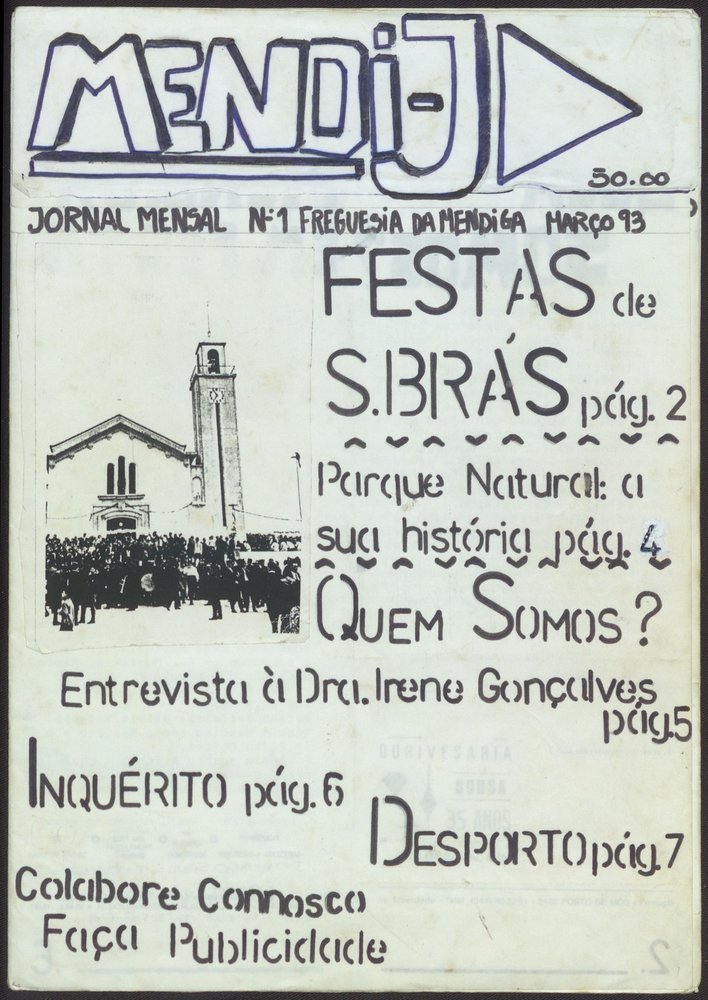 MENDI-J
50.00
JORNAL MENSAL Nº1 FREGUESIA DA MENDIGA MARÇO 93
FESTAS de
S.BRÁS pág. 2
Parque Natural: a
sua história pág. 4
QUEM SOMOS?
Entrevista à Dra. Irene Gonçalves
pág.5
INQUÉRITO pág. 6
DESPORTO pág.7
Colabore Connosco
Faça Publicidade
OURIVESARIA